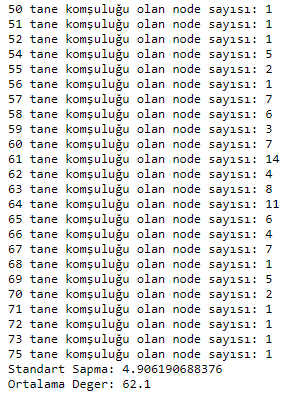 50 tane komşuluğu olan node sayısı: 1
51 tane komşuluğu olan node sayısı: 1
52 tane komşuluğu olan node sayısı: 1
54 tane komşuluğu olan node sayısı: 5
55 tane komşuluğu olan node sayısı: 2
56 tane komşuluğu olan node sayısı: 1
57 tane komşuluğu olan node sayısı: 7
58 tane komşuluğu olan node sayısı: 6
59 tane komşuluğu olan node sayısı: 3
60 tane komşuluğu olan node sayısı: 7
61 tane komşuluğu olan node sayısı: 14
62 tane komşuluğu olan node sayısı: 4
63 tane komşuluğu olan node sayısı: 8
64 tane komşuluğu olan node sayısı: 11
65 tane komşuluğu olan node sayısı: 6
66 tane komşuluğu olan node sayısı: 4
67 tane komşuluğu olan node sayısı: 7
68 tane komşuluğu olan node sayısı: 1
69 tane komşuluğu olan node sayısı: 5
70 tane komşuluğu olan node sayısı: 2
71 tane komşuluğu olan node sayısı: 1
72 tane komşuluğu olan node sayısı: 1
73 tane komşuluğu olan node sayısı: 1
75 tane komşuluğu olan node sayısı: 1
Standart Sapma: 4.906190688376
Ortalama Deger: 62.1